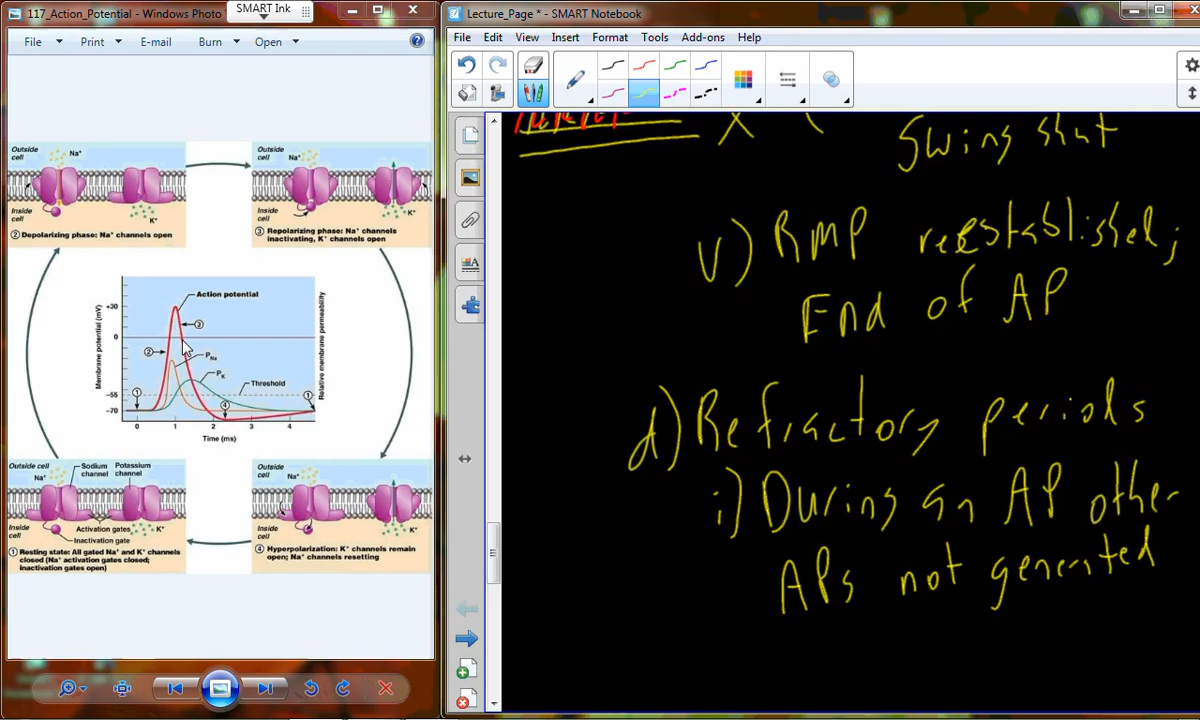 117_Action_Potential - Windows Photo
SMART Ink
File
Print
E-mail
Burn
Open
Outside
cell
Na+
Inside
cell
K+
② Depolarizing phase: Na+ channels open
Outside
cell
Na+
Inside
cell
K+
③ Repolarizing phase: Na+ channels
inactivating, K+ channels open
Action potential
Membrane potential (mV)
Relative membrane permeability
+30
0
-55
-70
③
②
PNa
PK
Threshold
①
④
①
0
1
2
3
4
Time (ms)
Outside cell
Na+
Sodium
channel
Potassium
channel
Inside
cell
Activation gates
K+
Inactivation gate
① Resting state: All gated Na+ and K+ channels
closed (Na+ activation gates closed;
inactivation gates open)
Outside
cell
Na+
Inside
cell
K+
④ Hyperpolarization: K+ channels remain
open; Na+ channels resetting
Lecture_Page * - SMART Notebook
File
Edit
View
Insert
Format
Tools
Add-ons
Help
Swing shut
v) RMP reestablished;
End of AP
d) Refractory periods
i) During an AP other
APs not generated